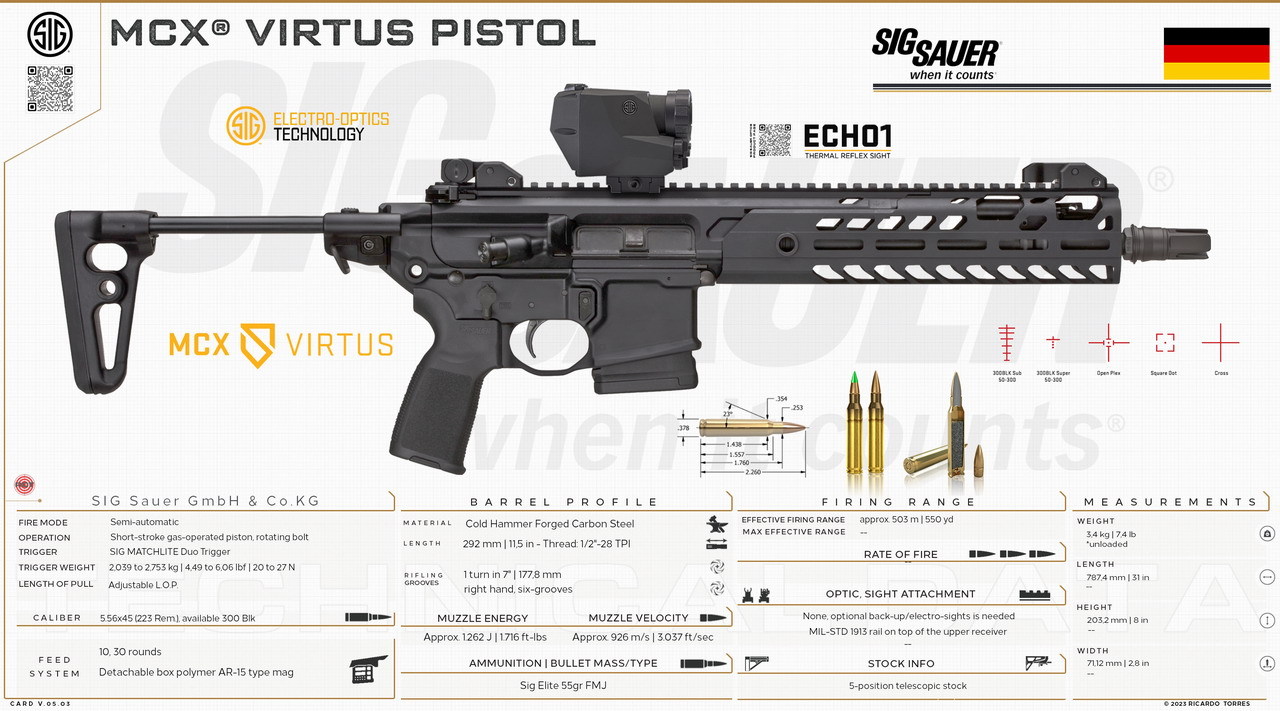 SIG
MCX® VIRTUS PISTOL
SIG SAUER
when it counts
SIG
ELECTRO-OPTICS
TECHNOLOGY
ECHO1
THERMAL REFLEX SIGHT
SIG SAUER®
when it counts®
MCX VIRTUS
300BLK Sub
50-300
300BLK Super
50-300
Open Plex
Square Dot
Cross
.354
.253
23°
.378
1.438
1.557
1.760
2.260
SIG Sauer GmbH & Co.KG
FIRE MODE Semi-automatic
OPERATION Short-stroke gas-operated piston, rotating bolt
TRIGGER SIG MATCHLITE Duo Trigger
TRIGGER WEIGHT 2,039 to 2,753 kg | 4.49 to 6.06 lbf | 20 to 27 N
LENGTH OF PULL Adjustable L.O.P.
CALIBER 5.56x45 (223 Rem.), available 300 Blk
FEED
SYSTEM
10, 30 rounds
Detachable box polymer AR-15 type mag
BARREL PROFILE
MATERIAL Cold Hammer Forged Carbon Steel
LENGTH 292 mm | 11,5 in - Thread: 1/2"-28 TPI
RIFLING
GROOVES
1 turn in 7" | 177,8 mm
right hand, six-grooves
MUZZLE ENERGY MUZZLE VELOCITY
Approx. 1.262 J | 1.716 ft-lbs Approx. 926 m/s | 3.037 ft/sec
AMMUNITION | BULLET MASS/TYPE
Sig Elite 55gr FMJ
FIRING RANGE
EFFECTIVE FIRING RANGE approx. 503 m | 550 yd
MAX EFFECTIVE RANGE --
RATE OF FIRE
--
OPTIC, SIGHT ATTACHMENT
None, optional back-up/electro-sights is needed
MIL-STD 1913 rail on top of the upper receiver
--
STOCK INFO
5-position telescopic stock
MEASUREMENTS
WEIGHT
3,4 kg | 7,4 lb
*unloaded
LENGTH
787,4 mm | 31 in
--
HEIGHT
203,2 mm | 8 in
--
WIDTH
71,12 mm | 2,8 in
--
TECHNICAL DATA
CARD V.05.03
© 2023 RICARDO TORRES